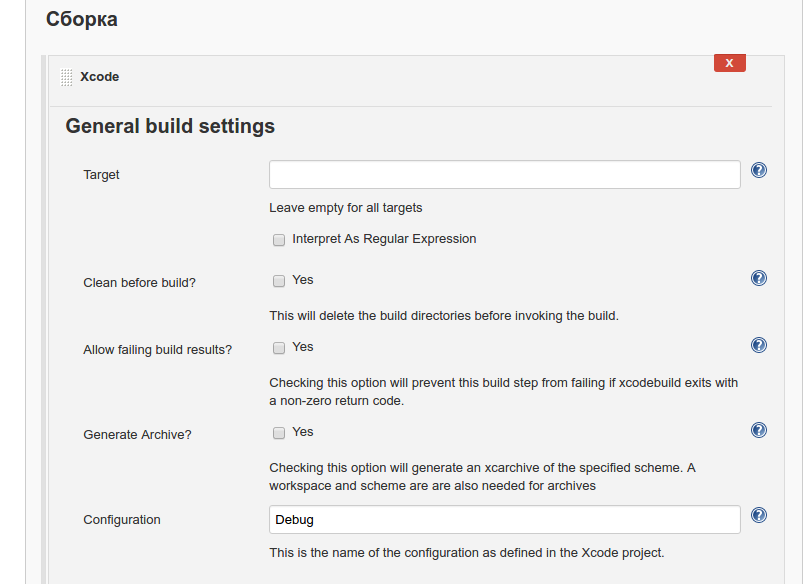 Сборка
X
Xcode
General build settings
Target
?
Leave empty for all targets
Interpret As Regular Expression
Clean before build?
Yes
?
This will delete the build directories before invoking the build.
Allow failing build results?
Yes
?
Checking this option will prevent this build step from failing if xcodebuild exits with
a non-zero return code.
Generate Archive?
Yes
?
Checking this option will generate an xcarchive of the specified scheme. A
workspace and scheme are are also needed for archives
Configuration
Debug
?
This is the name of the configuration as defined in the Xcode project.